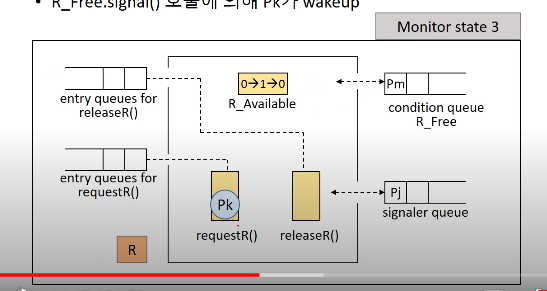 • R_Free.signal() 호출에 의해 Pk가 wakeup
Monitor state 3
entry queues for
releaseR()
0→1→0
R_Available
Pm
condition queue
R_Free
entry queues for
requestR()
Pk
Pj
signaler queue
requestR()
releaseR()
R